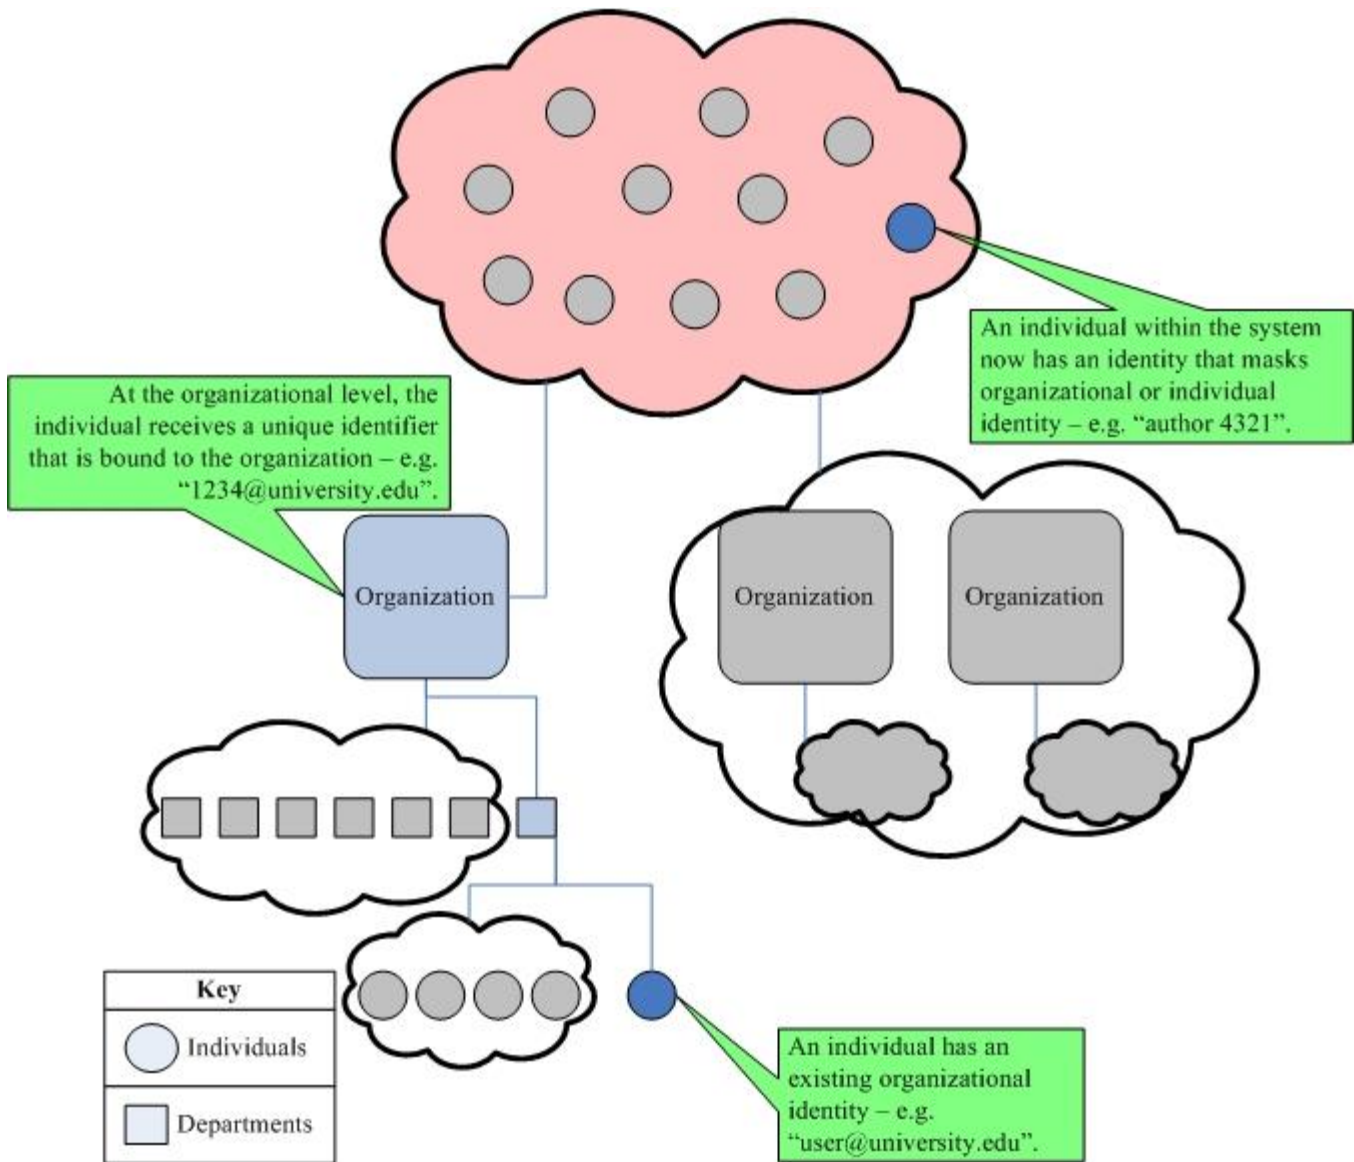 An individual within the system
now has an identity that masks
organizational or individual
identity – e.g. “author 4321”.
At the organizational level, the
individual receives a unique identifier
that is bound to the organization – e.g.
“1234@university.edu”.
Organization
Organization
Organization
Key
Individuals
Departments
An individual has an
existing organizational
identity – e.g.
“user@university.edu”.